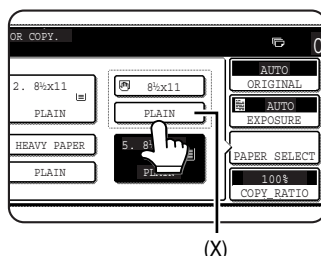 OR COPY.
0
2. 8½x11
PLAIN
8½x11
PLAIN
HEAVY PAPER
PLAIN
5. 8½
PLAIN
AUTO
ORIGINAL
AUTO
EXPOSURE
PAPER SELECT
100%
COPY RATIO
(X)